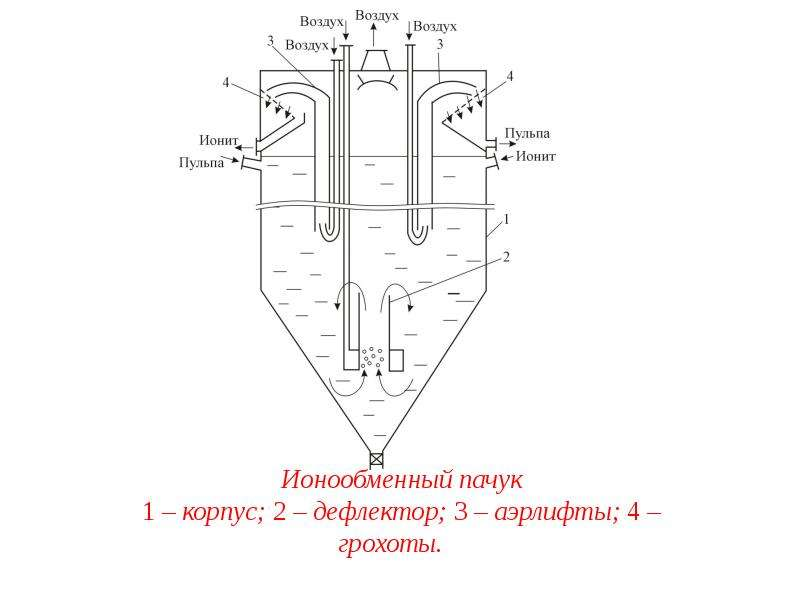 Воздух
Воздух
Воздух
Воздух
3
3
4
4
Ионит
Пульпа
Пульпа
Ионит
1
2
Ионообменный пачук
1 – корпус; 2 – дефлектор; 3 – аэрлифты; 4 –
грохоты.